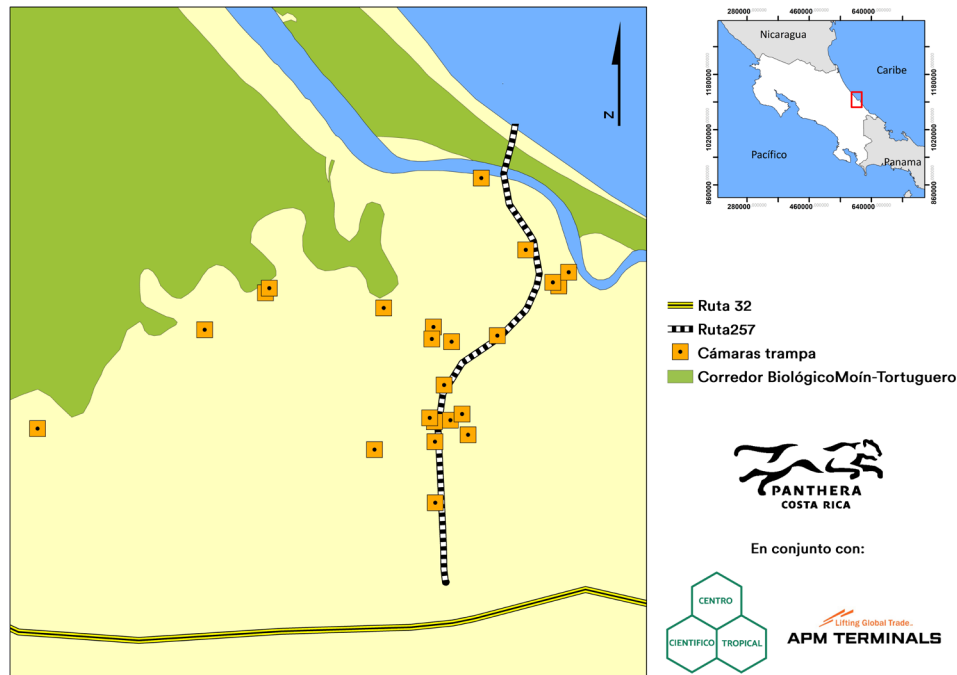 N
280000 460000 640000
Nicaragua
Caribe
Pacífico
Panama
1180000
1020000
860000
1180000
1020000
860000
280000 460000 640000
Ruta 32
Ruta257
Cámaras trampa
Corredor BiológicoMoín-Tortuguero
PANTHERA
COSTA RICA
En conjunto con:
CENTRO
CIENTIFICO TROPICAL
Lifting Global Trade.
APM TERMINALS